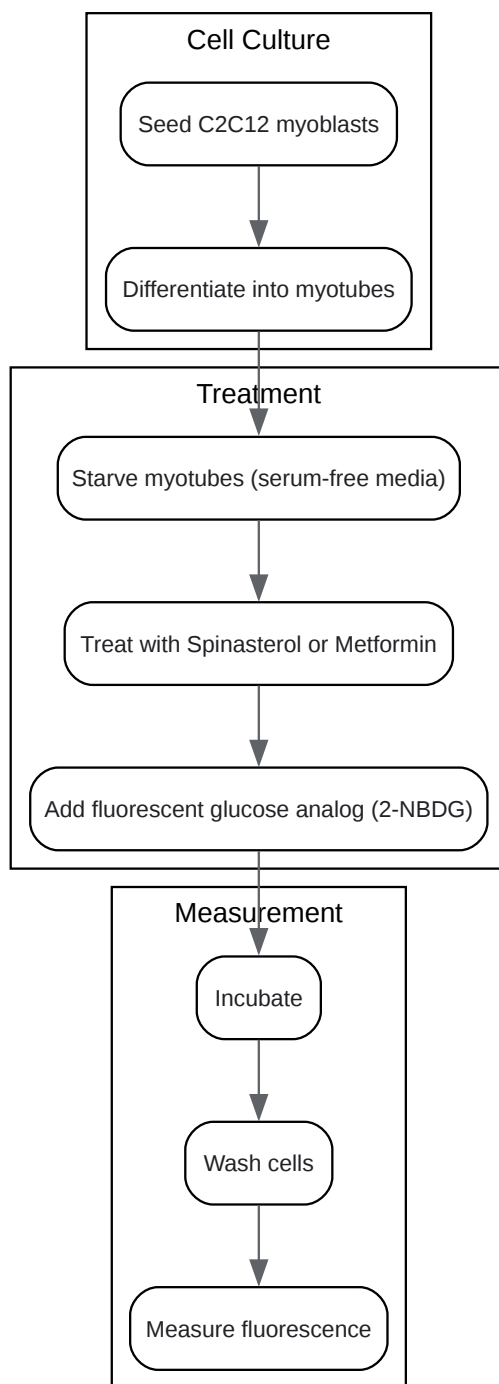 Cell Culture
Seed C2C12 myoblasts
Differentiate into myotubes
Treatment
Starve myotubes (serum-free media)
Treat with Spinasterol or Metformin
Add fluorescent glucose analog (2-NBDG)
Measurement
Incubate
Wash cells
Measure fluorescence